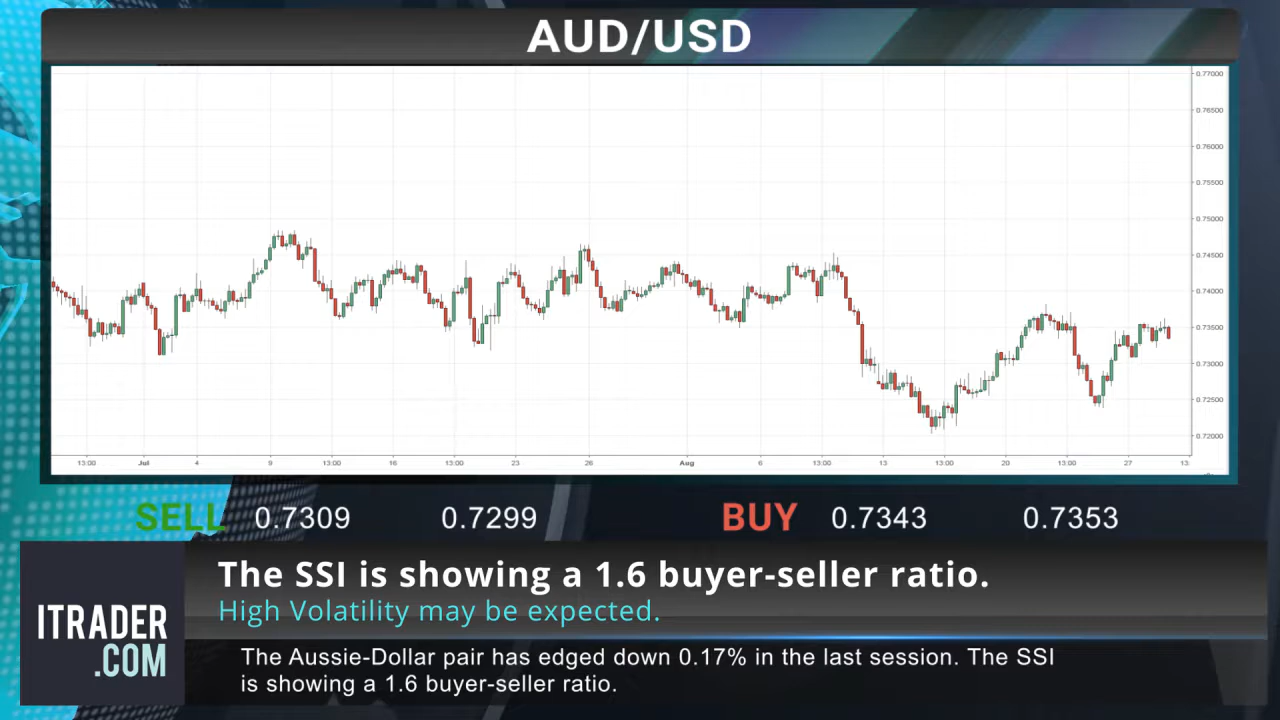 AUD/USD
0.77000
0.76500
0.76000
0.75500
0.75000
0.74500
0.74000
0.73500
0.73000
0.72500
0.72000
13:00 Jul 4 9 13:00 16 13:00 23 26 Aug 6 13:00 13 13:00 20 13:00 27 13:
SELL 0.7309 0.7299 BUY 0.7343 0.7353
The SSI is showing a 1.6 buyer-seller ratio.
High Volatility may be expected.
ITRADER
.COM
The Aussie-Dollar pair has edged down 0.17% in the last session. The SSI
is showing a 1.6 buyer-seller ratio.